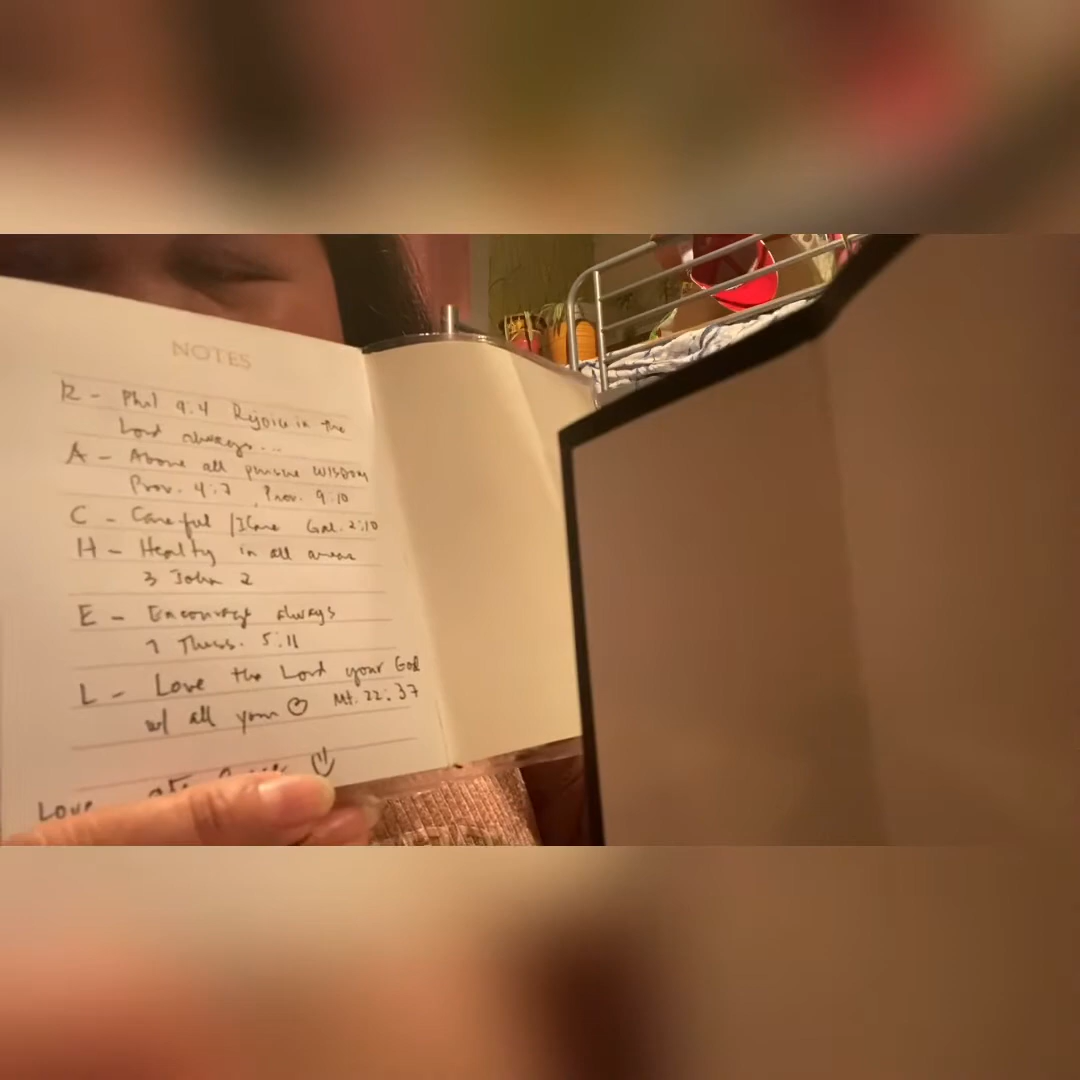 NOTES
R - Phil 4:4 Rejoice in the
Lord always...
A - Above all pursue WISDOM
Prov. 4:7, Prov. 9:10
C - Careful / I Care Gal. 2:10
H - Healty in all areas
3 John 2
E - Encourage always
1 Thess. 5:11
L - Love the Lord your God
w/ all your ♡ Mt. 22:37
Love